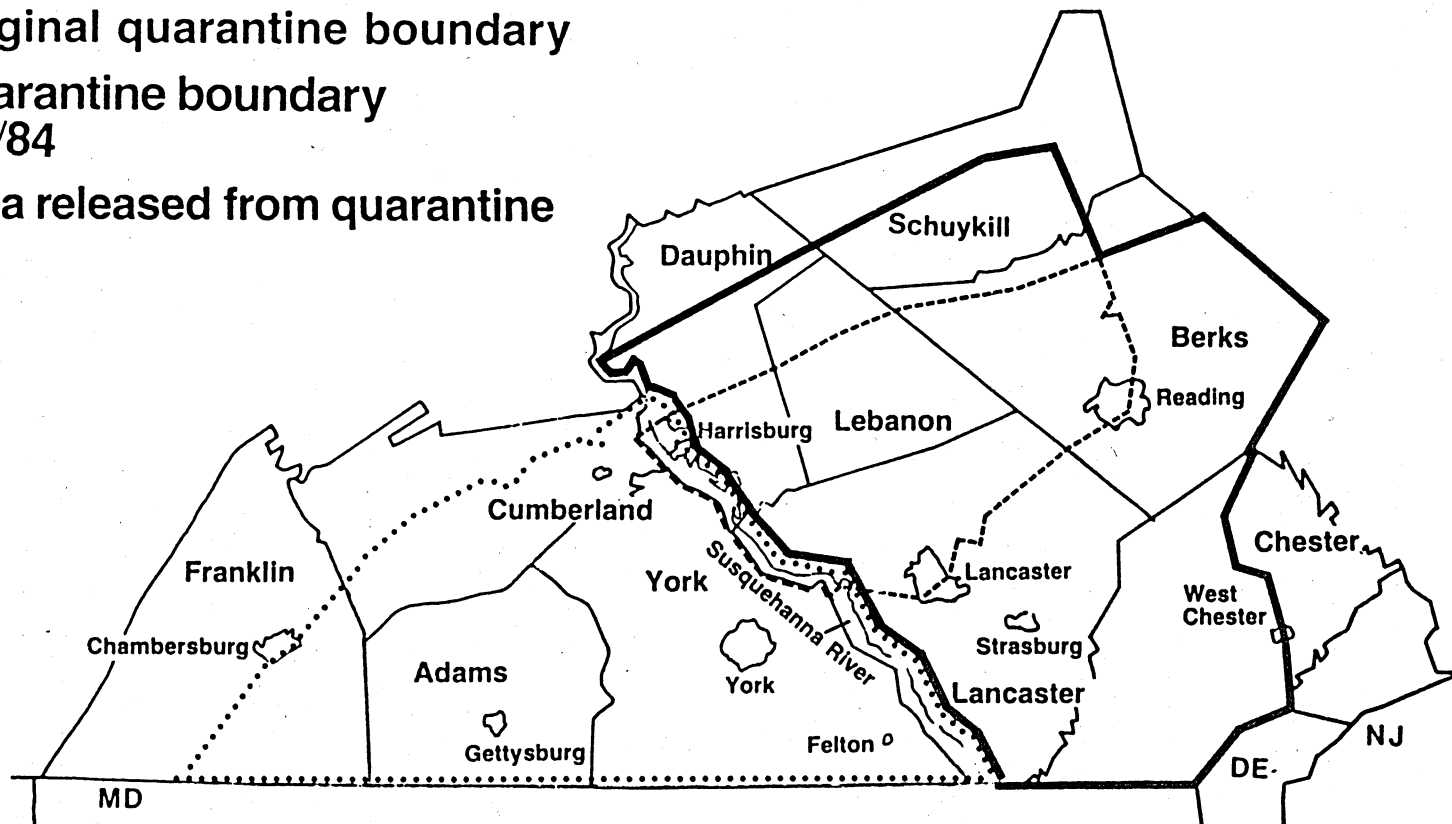 ginal quarantine boundary
arantine boundary
/84
a released from quarantine
Dauphin
Schuykill
Berks
Reading
Harrisburg
Lebanon
Cumberland
Franklin
York
Susquehanna River
Lancaster
Chester
West
Chester
Chambersburg
Strasburg
Adams
York
Lancaster
Gettysburg
Felton
NJ
DE.
MD